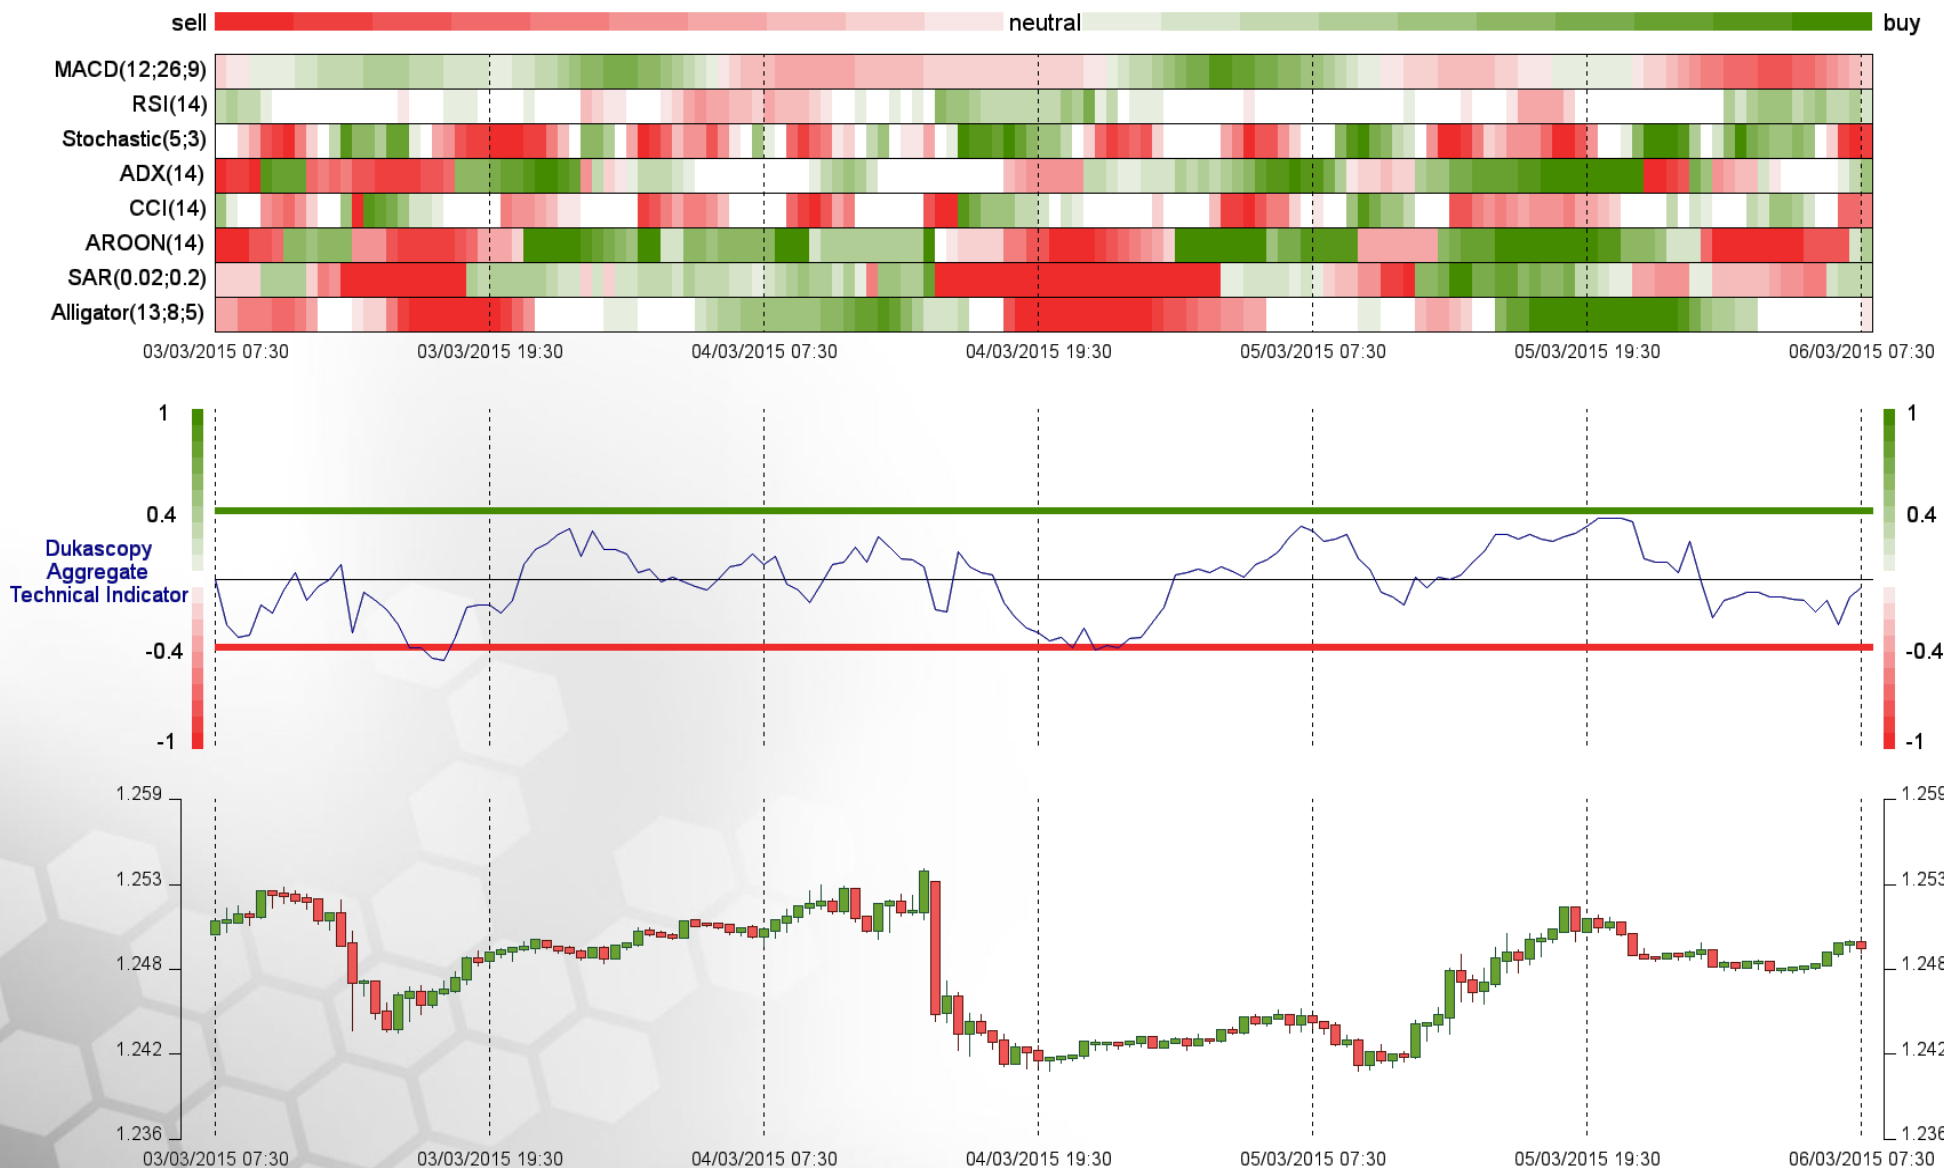 sell neutral buy
MACD(12;26;9)
RSI(14)
Stochastic(5;3)
ADX(14)
CCI(14)
AROON(14)
SAR(0.02;0.2)
Alligator(13;8;5)
03/03/2015 07:30 03/03/2015 19:30 04/03/2015 07:30 04/03/2015 19:30 05/03/2015 07:30 05/03/2015 19:30 06/03/2015 07:30
1 1
0.4 0.4
Dukascopy
Aggregate
Technical Indicator
-0.4 -0.4
-1 -1
1.259 1.259
1.253 1.253
1.248 1.248
1.242 1.242
1.236 1.236
03/03/2015 07:30 03/03/2015 19:30 04/03/2015 07:30 04/03/2015 19:30 05/03/2015 07:30 05/03/2015 19:30 06/03/2015 07:30